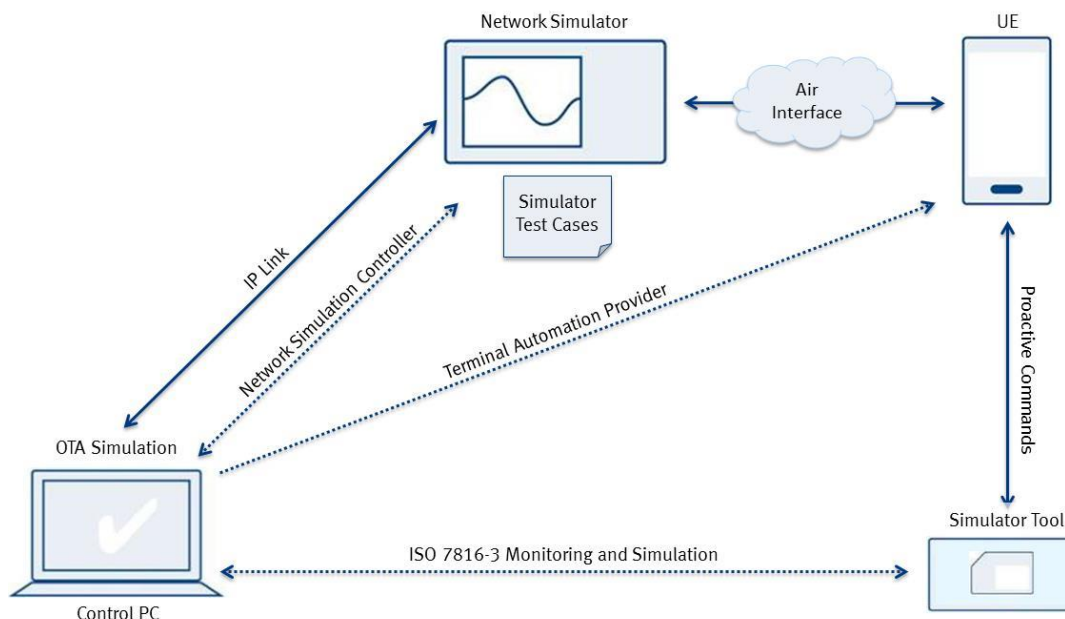 Network Simulator
UE
Air
Interface
Simulator
Test Cases
IP Link
Network Simulation Controller
Terminal Automation Provider
Proactive Commands
OTA Simulation
Simulator Tool
ISO 7816-3 Monitoring and Simulation
Control PC